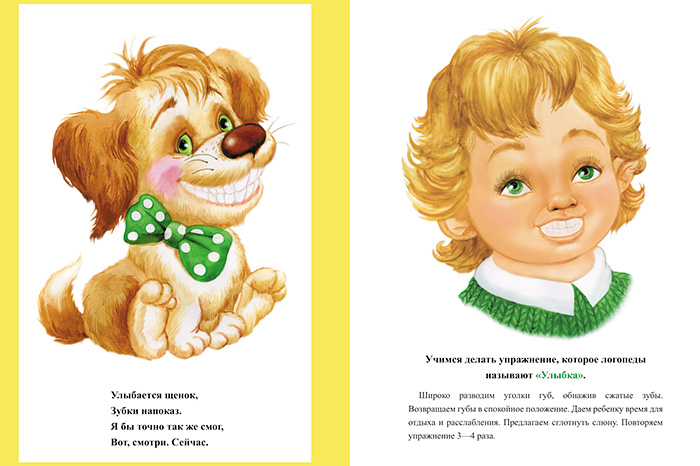 Улыбается щенок,
Зубки напоказ.
Я бы точно так же смог,
Вот, смотри. Сейчас.
Учимся делать упражнение, которое логопеды
называют «Улыбка».
Широко разводим уголки губ, обнажив сжатые зубы.
Возвращаем губы в спокойное положение. Даем ребенку время для
отдыха и расслабления. Предлагаем сглотнуть слюну. Повторяем
упражнение 3—4 раза.